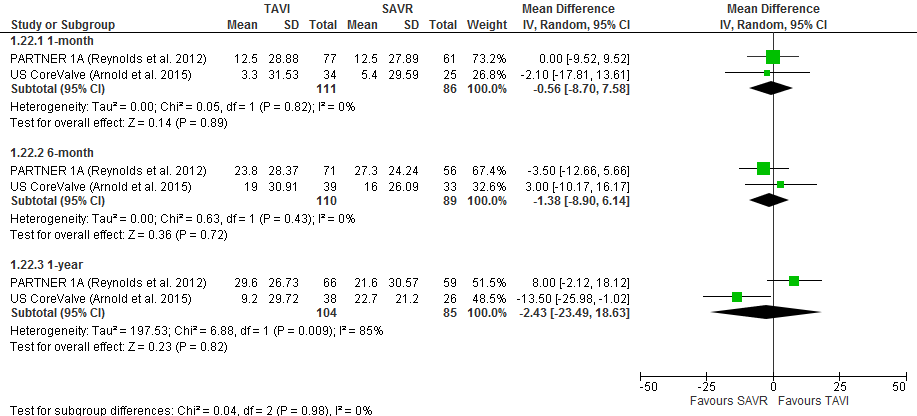 TAVI SAVR Mean Difference Mean Difference
Study or Subgroup Mean SD Total Mean SD Total Weight IV, Random, 95% CI IV, Random, 95% CI
1.22.1 1-month
PARTNER 1A (Reynolds et al. 2012) 12.5 28.88 77 12.5 27.89 61 73.2% 0.00 [-9.52, 9.52]
US CoreValve (Arnold et al. 2015) 3.3 31.53 34 5.4 29.59 25 26.8% -2.10 [-17.81, 13.61]
Subtotal (95% CI) 111 86 100.0% -0.56 [-8.70, 7.58]
Heterogeneity: Tau² = 0.00; Chi² = 0.05, df = 1 (P = 0.82); I² = 0%
Test for overall effect: Z = 0.14 (P = 0.89)
1.22.2 6-month
PARTNER 1A (Reynolds et al. 2012) 23.8 28.37 71 27.3 24.24 56 67.4% -3.50 [-12.66, 5.66]
US CoreValve (Arnold et al. 2015) 19 30.91 39 16 26.09 33 32.6% 3.00 [-10.17, 16.17]
Subtotal (95% CI) 110 89 100.0% -1.38 [-8.90, 6.14]
Heterogeneity: Tau² = 0.00; Chi² = 0.63, df = 1 (P = 0.43); I² = 0%
Test for overall effect: Z = 0.36 (P = 0.72)
1.22.3 1-year
PARTNER 1A (Reynolds et al. 2012) 29.6 26.73 66 21.6 30.57 59 51.5% 8.00 [-2.12, 18.12]
US CoreValve (Arnold et al. 2015) 9.2 29.72 38 22.7 21.2 26 48.5% -13.50 [-25.98, -1.02]
Subtotal (95% CI) 104 85 100.0% -2.43 [-23.49, 18.63]
Heterogeneity: Tau² = 197.53; Chi² = 6.88, df = 1 (P = 0.009); I² = 85%
Test for overall effect: Z = 0.23 (P = 0.82)
-50 -25 0 25 50
Favours SAVR Favours TAVI
Test for subgroup differences: Chi² = 0.04, df = 2 (P = 0.98), I² = 0%